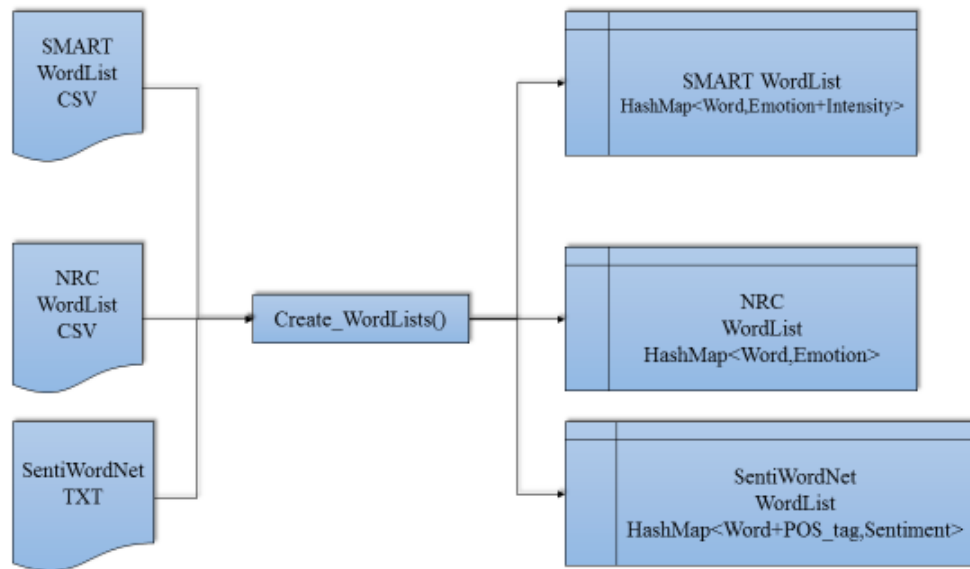 SMART
WordList
CSV
NRC
WordList
CSV
SentiWordNet
TXT
Create_WordLists()
SMART WordList
HashMap<Word,Emotion+Intensity>
NRC
WordList
HashMap<Word,Emotion>
SentiWordNet
WordList
HashMap<Word+POS_tag,Sentiment>